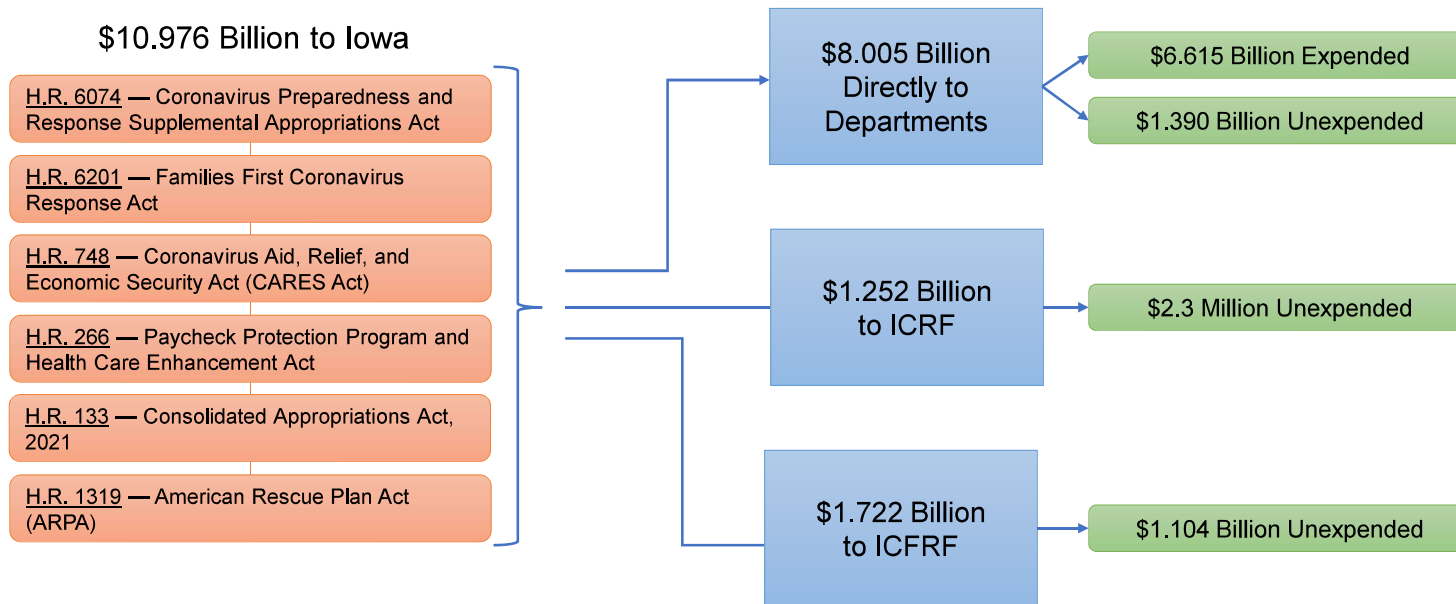 $10.976 Billion to Iowa
H.R. 6074 — Coronavirus Preparedness and
Response Supplemental Appropriations Act
H.R. 6201 — Families First Coronavirus
Response Act
H.R. 748 — Coronavirus Aid, Relief, and
Economic Security Act (CARES Act)
H.R. 266 — Paycheck Protection Program and
Health Care Enhancement Act
H.R. 133 — Consolidated Appropriations Act,
2021
H.R. 1319 — American Rescue Plan Act
(ARPA)
$8.005 Billion
Directly to
Departments
$6.615 Billion Expended
$1.390 Billion Unexpended
$1.252 Billion
to ICRF
$2.3 Million Unexpended
$1.722 Billion
to ICFRF
$1.104 Billion Unexpended